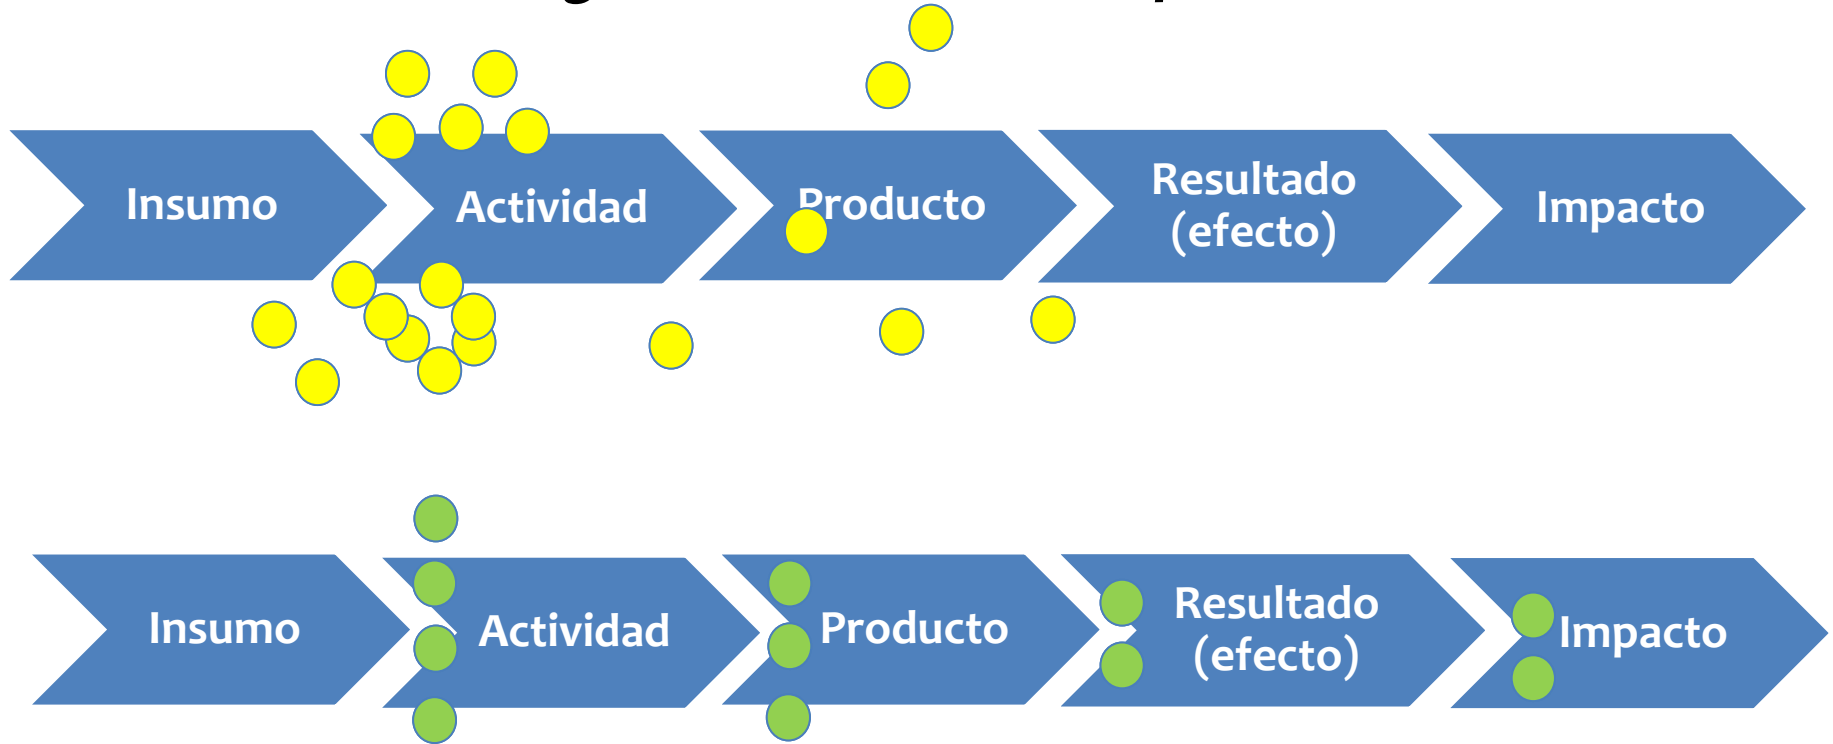 Insumo
Actividad
Producto
Resultado
(efecto)
Impacto
Insumo
Actividad
Producto
Resultado
(efecto)
Impacto